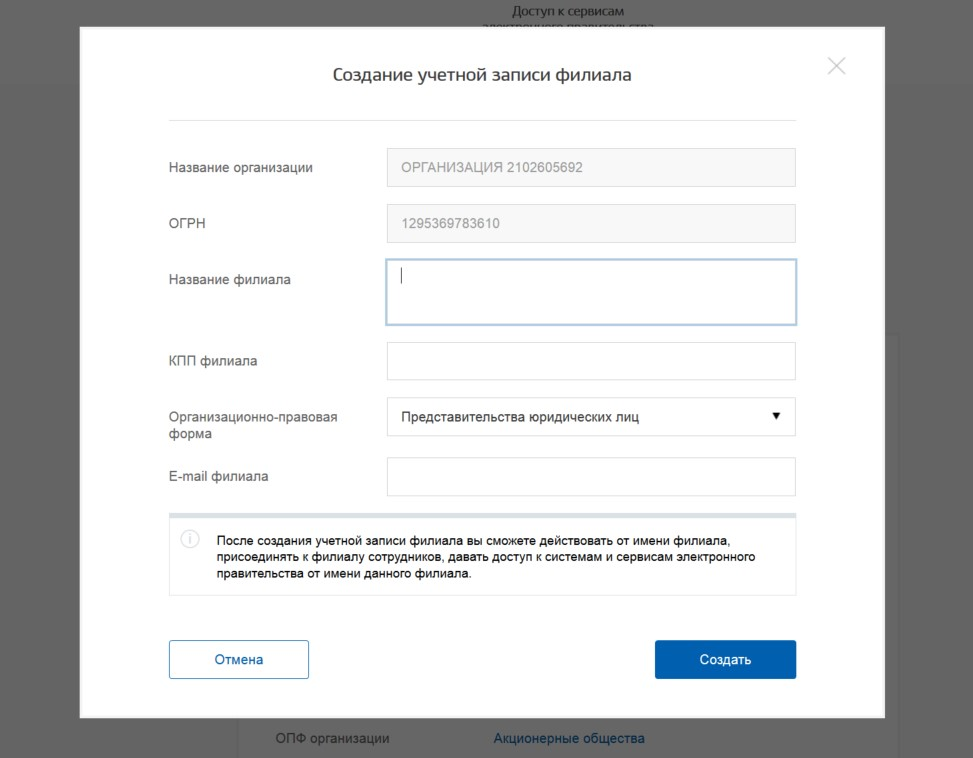 Доступ к сервисам
электронного правительства
Создание учетной записи филиала
Название организации
ОРГАНИЗАЦИЯ 2102605692
ОГРН
1295369783610
Название филиала
КПП филиала
Организационно-правовая
форма
Представительства юридических лиц
E-mail филиала
После создания учетной записи филиала вы сможете действовать от имени филиала,
присоединять к филиалу сотрудников, давать доступ к системам и сервисам электронного
правительства от имени данного филиала.
Отмена
Создать
ОПФ организации
Акционерные общества